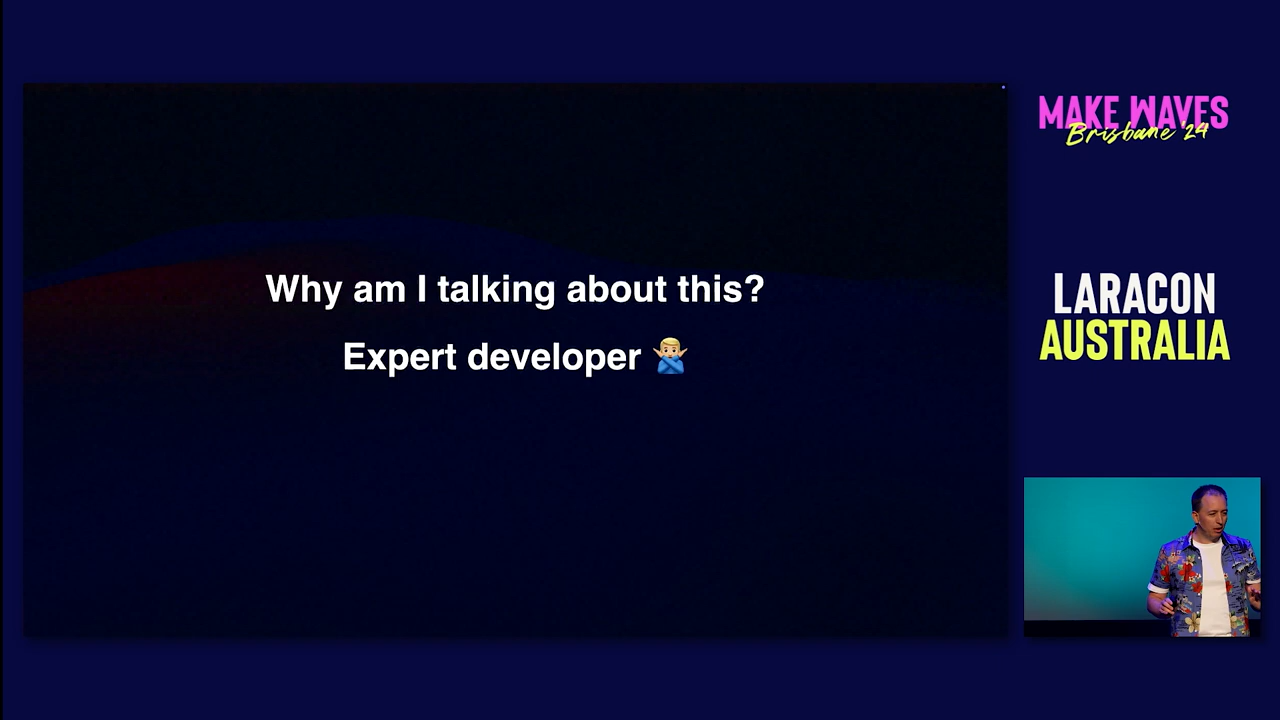 Why am I talking about this?
Expert developer 🙅🏼‍♂️
MAKE WAVES
Brisbane '24
LARACON
AUSTRALIA